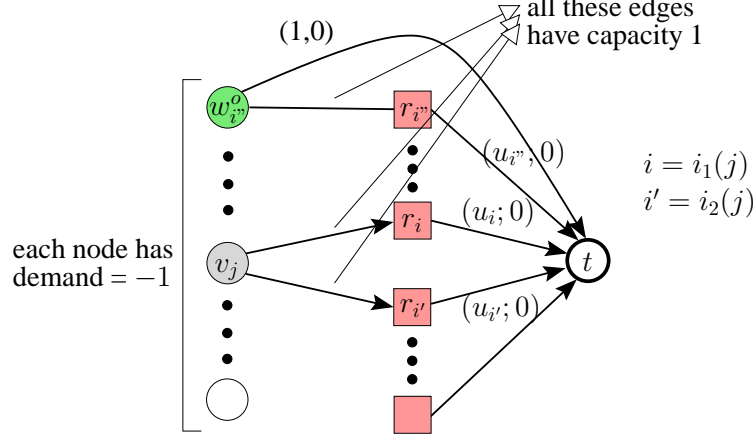 all these edges
have capacity 1
(1,0)
w_{i''}^o
r_{i''}
(u_{i''}, 0)
i = i_1(j)
i' = i_2(j)
r_i
(u_i; 0)
each node has
demand = −1
v_j
t
r_{i'}
(u_{i'}; 0)